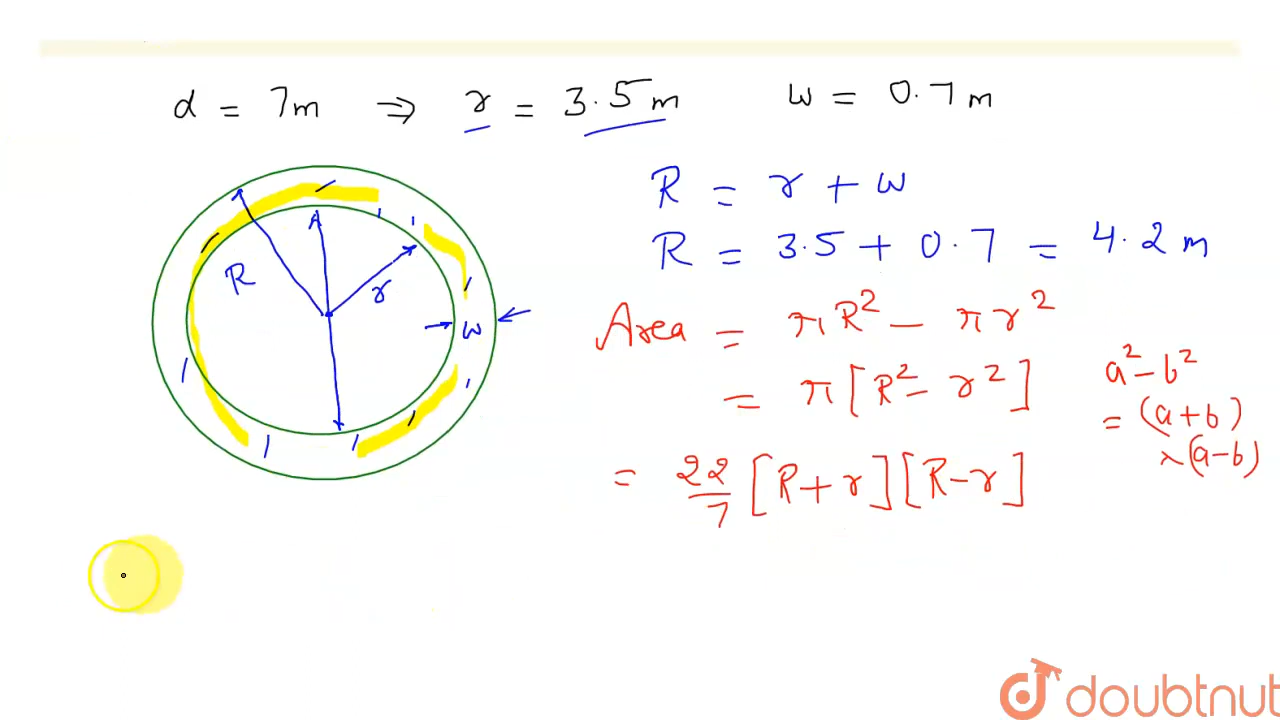 d = 7m ⇒ r = 3.5 m w = 0.7 m
R = r + w
R = 3.5 + 0.7 = 4.2 m
A
R
r
w
Area = πR² − πr²
= π[R² − r²]
a² − b²
= (a+b)
×(a−b)
= 22/7 [R+r][R−r]
doubtnut